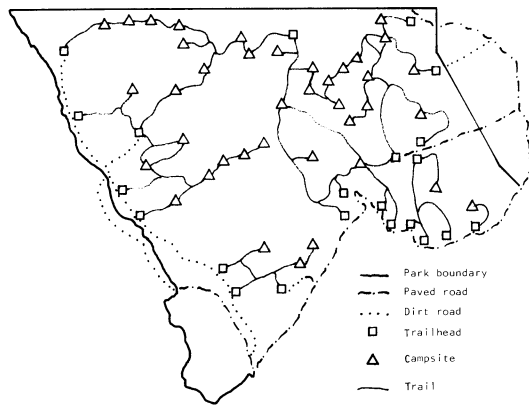 Park boundary
Paved road
Dirt road
Trailhead
Campsite
Trail